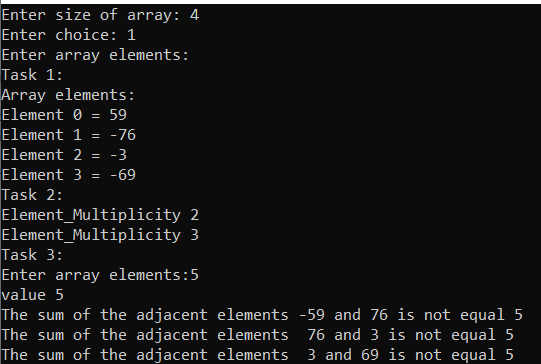 Enter size of array: 4
Enter choice: 1
Enter array elements:
Task 1:
Array elements:
Element 0 = 59
Element 1 = -76
Element 2 = -3
Element 3 = -69
Task 2:
Element_Multiplicity 2
Element_Multiplicity 3
Task 3:
Enter array elements:5
value 5
The sum of the adjacent elements -59 and 76 is not equal 5
The sum of the adjacent elements  76 and 3 is not equal 5
The sum of the adjacent elements  3 and 69 is not equal 5